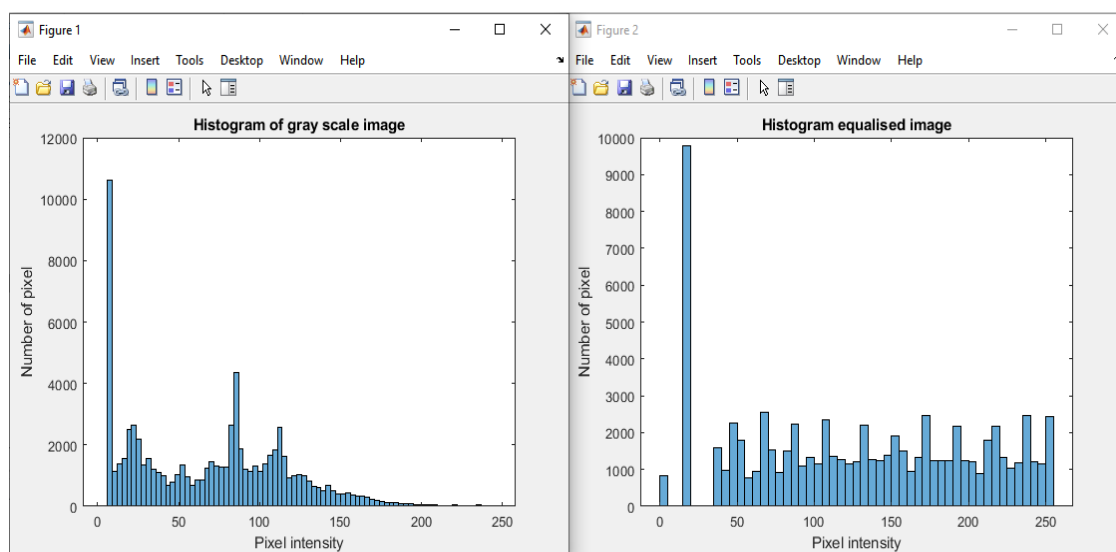 Figure 1
File Edit View Insert Tools Desktop Window Help
Histogram of gray scale image
12000
10000
8000
6000
4000
2000
0
Number of pixel
0 50 100 150 200 250
Pixel intensity
Figure 2
File Edit View Insert Tools Desktop Window Help
Histogram equalised image
10000
9000
8000
7000
6000
5000
4000
3000
2000
1000
0
Number of pixel
0 50 100 150 200 250
Pixel intensity